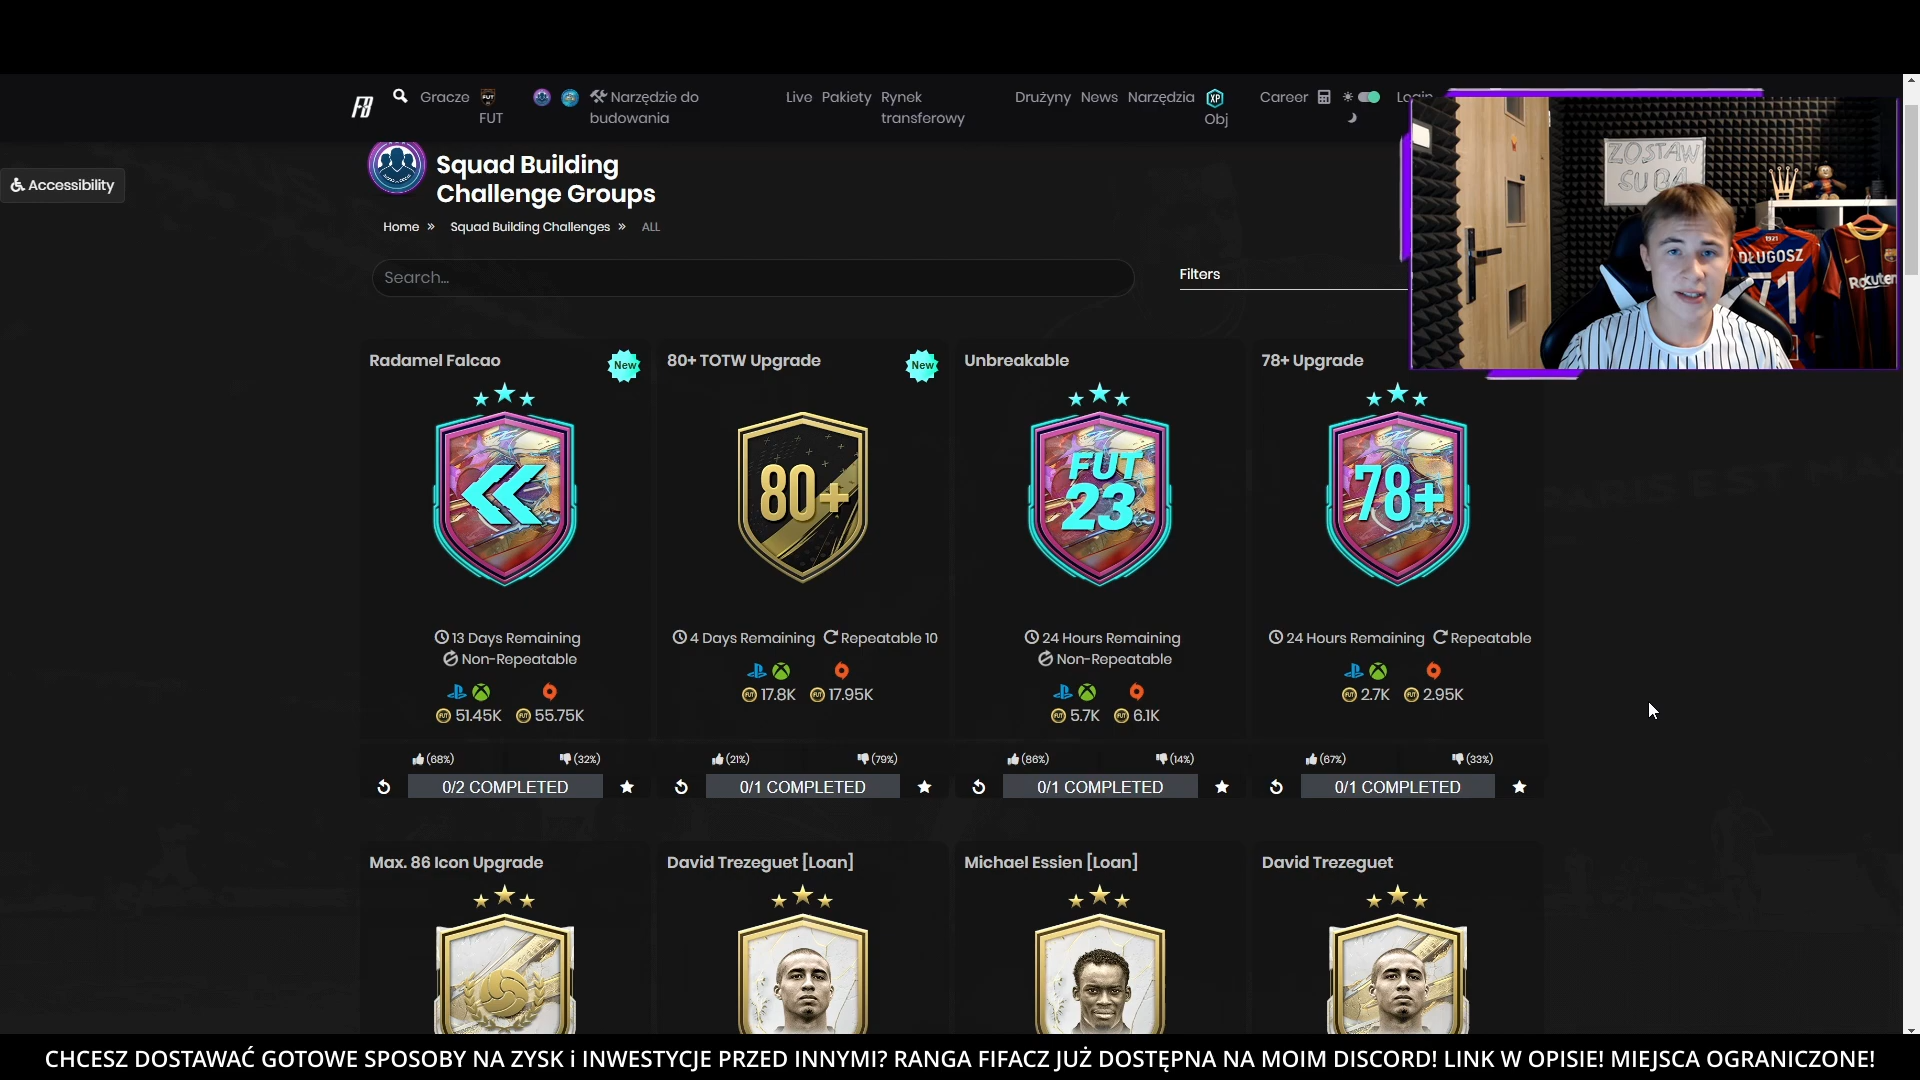 Gracze
FUT
Narzędzie do
budowania
Live
Pakiety
Rynek
transferowy
Drużyny
News
Narzędzia
XP
Obj
Career
Login
Accessibility
Squad Building
Challenge Groups
Home » Squad Building Challenges » ALL
Search...
Filters
ZOSTAW
SUBA
1921
DŁUGOSZ
Rakuten
Radamel Falcao
New
13 Days Remaining
Non-Repeatable
51.45K
55.75K
(68%)
(32%)
0/2 COMPLETED
80+ TOTW Upgrade
New
80+
4 Days Remaining
Repeatable 10
17.8K
17.95K
(21%)
(79%)
0/1 COMPLETED
Unbreakable
FUT
23
24 Hours Remaining
Non-Repeatable
5.7K
6.1K
(86%)
(14%)
0/1 COMPLETED
78+ Upgrade
78+
24 Hours Remaining
Repeatable
2.7K
2.95K
(67%)
(33%)
0/1 COMPLETED
Max. 86 Icon Upgrade
David Trezeguet [Loan]
Michael Essien [Loan]
David Trezeguet
CHCESZ DOSTAWAĆ GOTOWE SPOSOBY NA ZYSK i INWESTYCJE PRZED INNYMI? RANGA FIFACZ JUŻ DOSTĘPNA NA MOIM DISCORD! LINK W OPISIE! MIEJSCA OGRANICZONE!